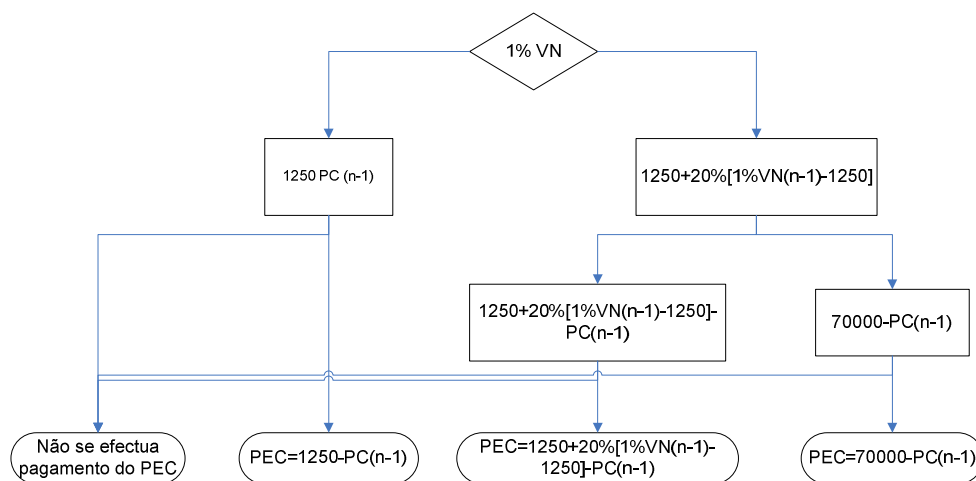 1% VN
1250 PC (n-1)
1250+20%[1%VN(n-1)-1250]
1250+20%[1%VN(n-1)-1250]-
PC(n-1)
70000-PC(n-1)
Não se efectua
pagamento do PEC
PEC=1250-PC(n-1)
PEC=1250+20%[1%VN(n-1)-
1250]-PC(n-1)
PEC=70000-PC(n-1)